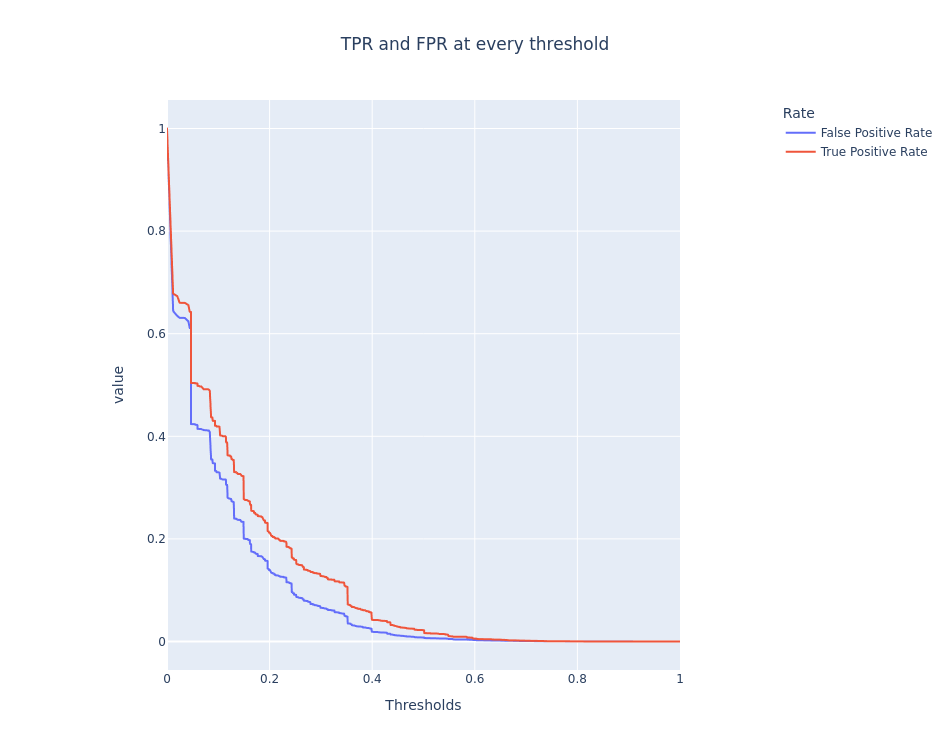 TPR and FPR at every threshold
Rate
False Positive Rate
True Positive Rate
value
1
0.8
0.6
0.4
0.2
0
0 0.2 0.4 0.6 0.8 1
Thresholds